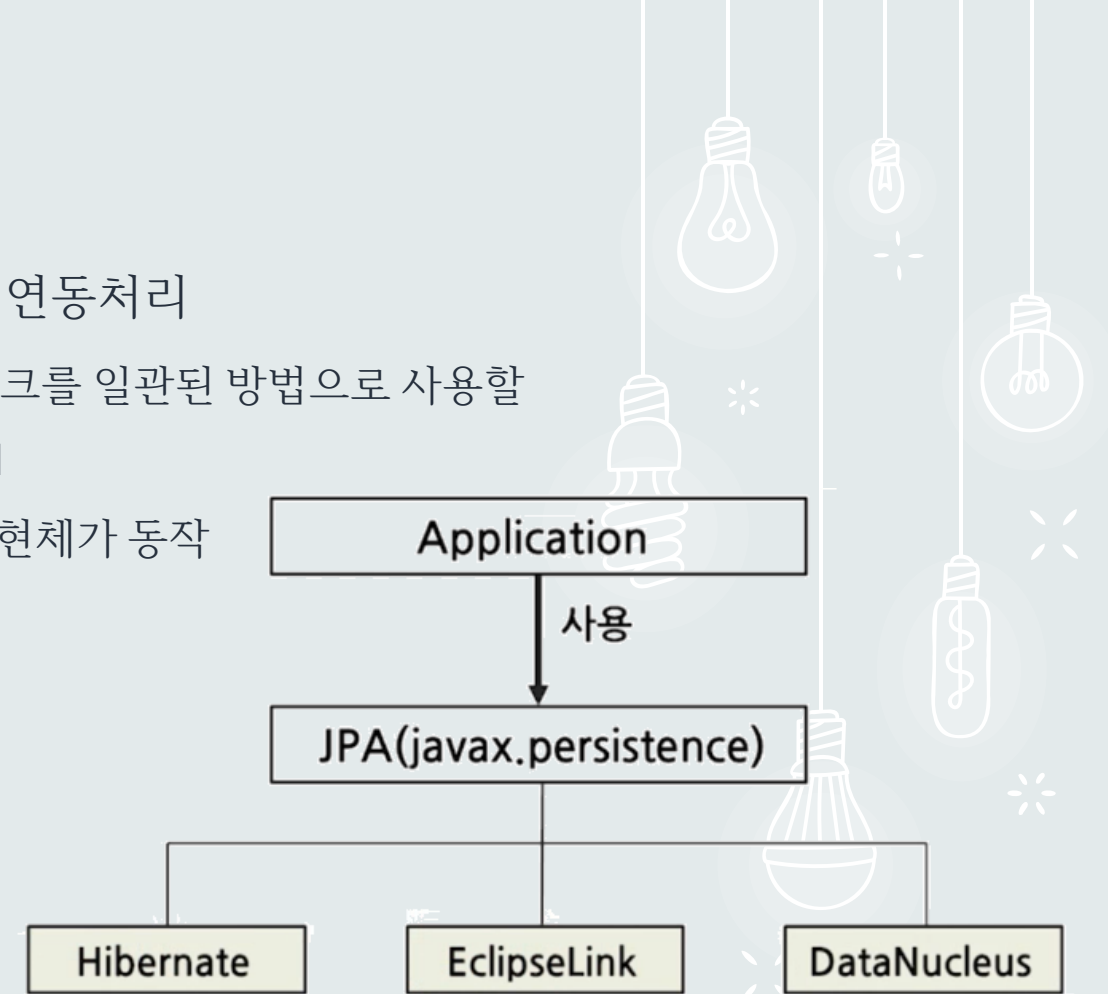 연동처리
크를 일관된 방법으로 사용할
현체가 동작
Application
사용
JPA(javax.persistence)
Hibernate
EclipseLink
DataNucleus